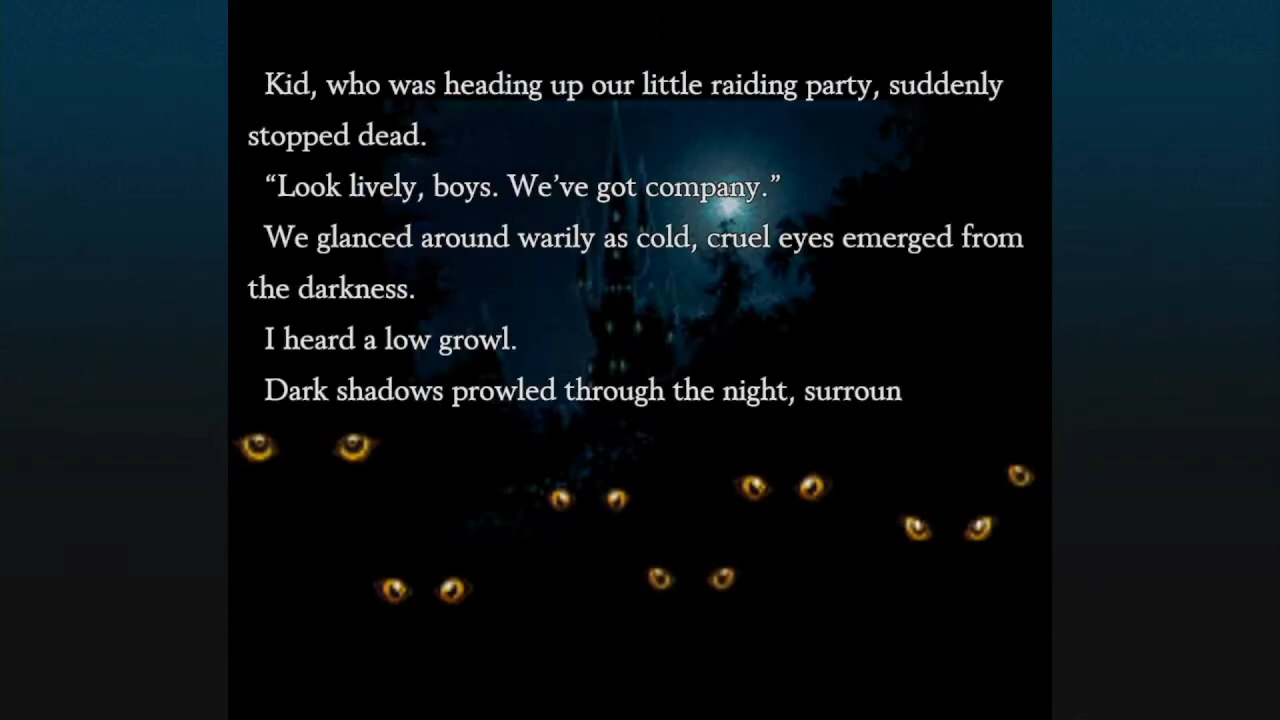 Kid, who was heading up our little raiding party, suddenly
stopped dead.
“Look lively, boys. We’ve got company.”
We glanced around warily as cold, cruel eyes emerged from
the darkness.
I heard a low growl.
Dark shadows prowled through the night, surroun